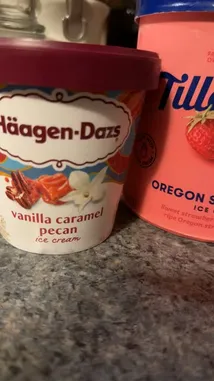 Häagen-Dazs
vanilla caramel
pecan
ice cream
Till
OREGON S
ICE